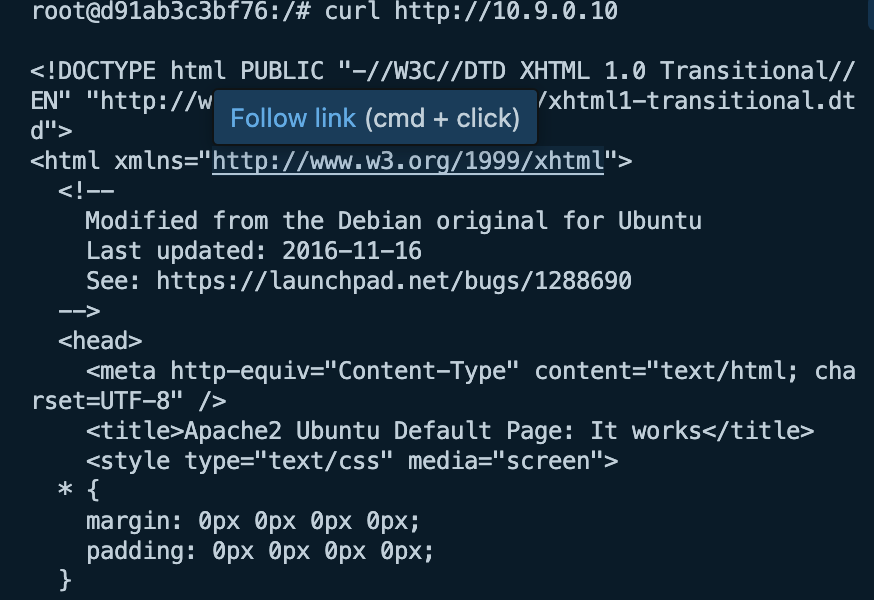 root@d91ab3c3bf76:/# curl http://10.9.0.10
<!DOCTYPE html PUBLIC "-//W3C//DTD XHTML 1.0 Transitional//
EN" "http://w
Follow link (cmd + click)
/xhtml1-transitional.dt
d">
<html xmlns="http://www.w3.org/1999/xhtml">
<!--
Modified from the Debian original for Ubuntu
Last updated: 2016-11-16
See: https://launchpad.net/bugs/1288690
-->
<head>
<meta http-equiv="Content-Type" content="text/html; cha
rset=UTF-8" />
<title>Apache2 Ubuntu Default Page: It works</title>
<style type="text/css" media="screen">
* {
margin: 0px 0px 0px 0px;
padding: 0px 0px 0px 0px;
}